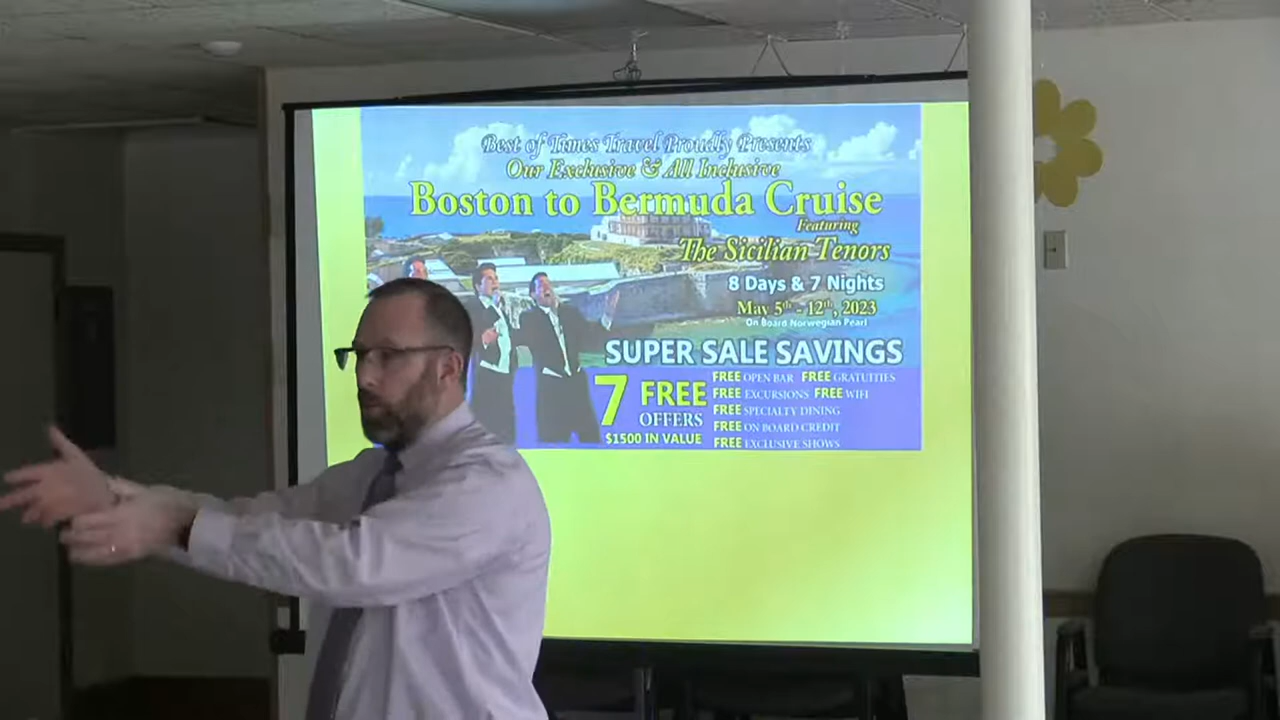 Best of Times Travel Proudly Presents
Our Exclusive & All Inclusive
Boston to Bermuda Cruise
Featuring
The Sicilian Tenors
8 Days & 7 Nights
May 5th - 12th, 2023
On Board Norwegian Pearl
SUPER SALE SAVINGS
7 FREE OFFERS
$1500 IN VALUE
FREE OPEN BAR FREE GRATUITIES
FREE EXCURSIONS FREE WIFI
FREE SPECIALTY DINING
FREE ON BOARD CREDIT
FREE EXCLUSIVE SHOWS